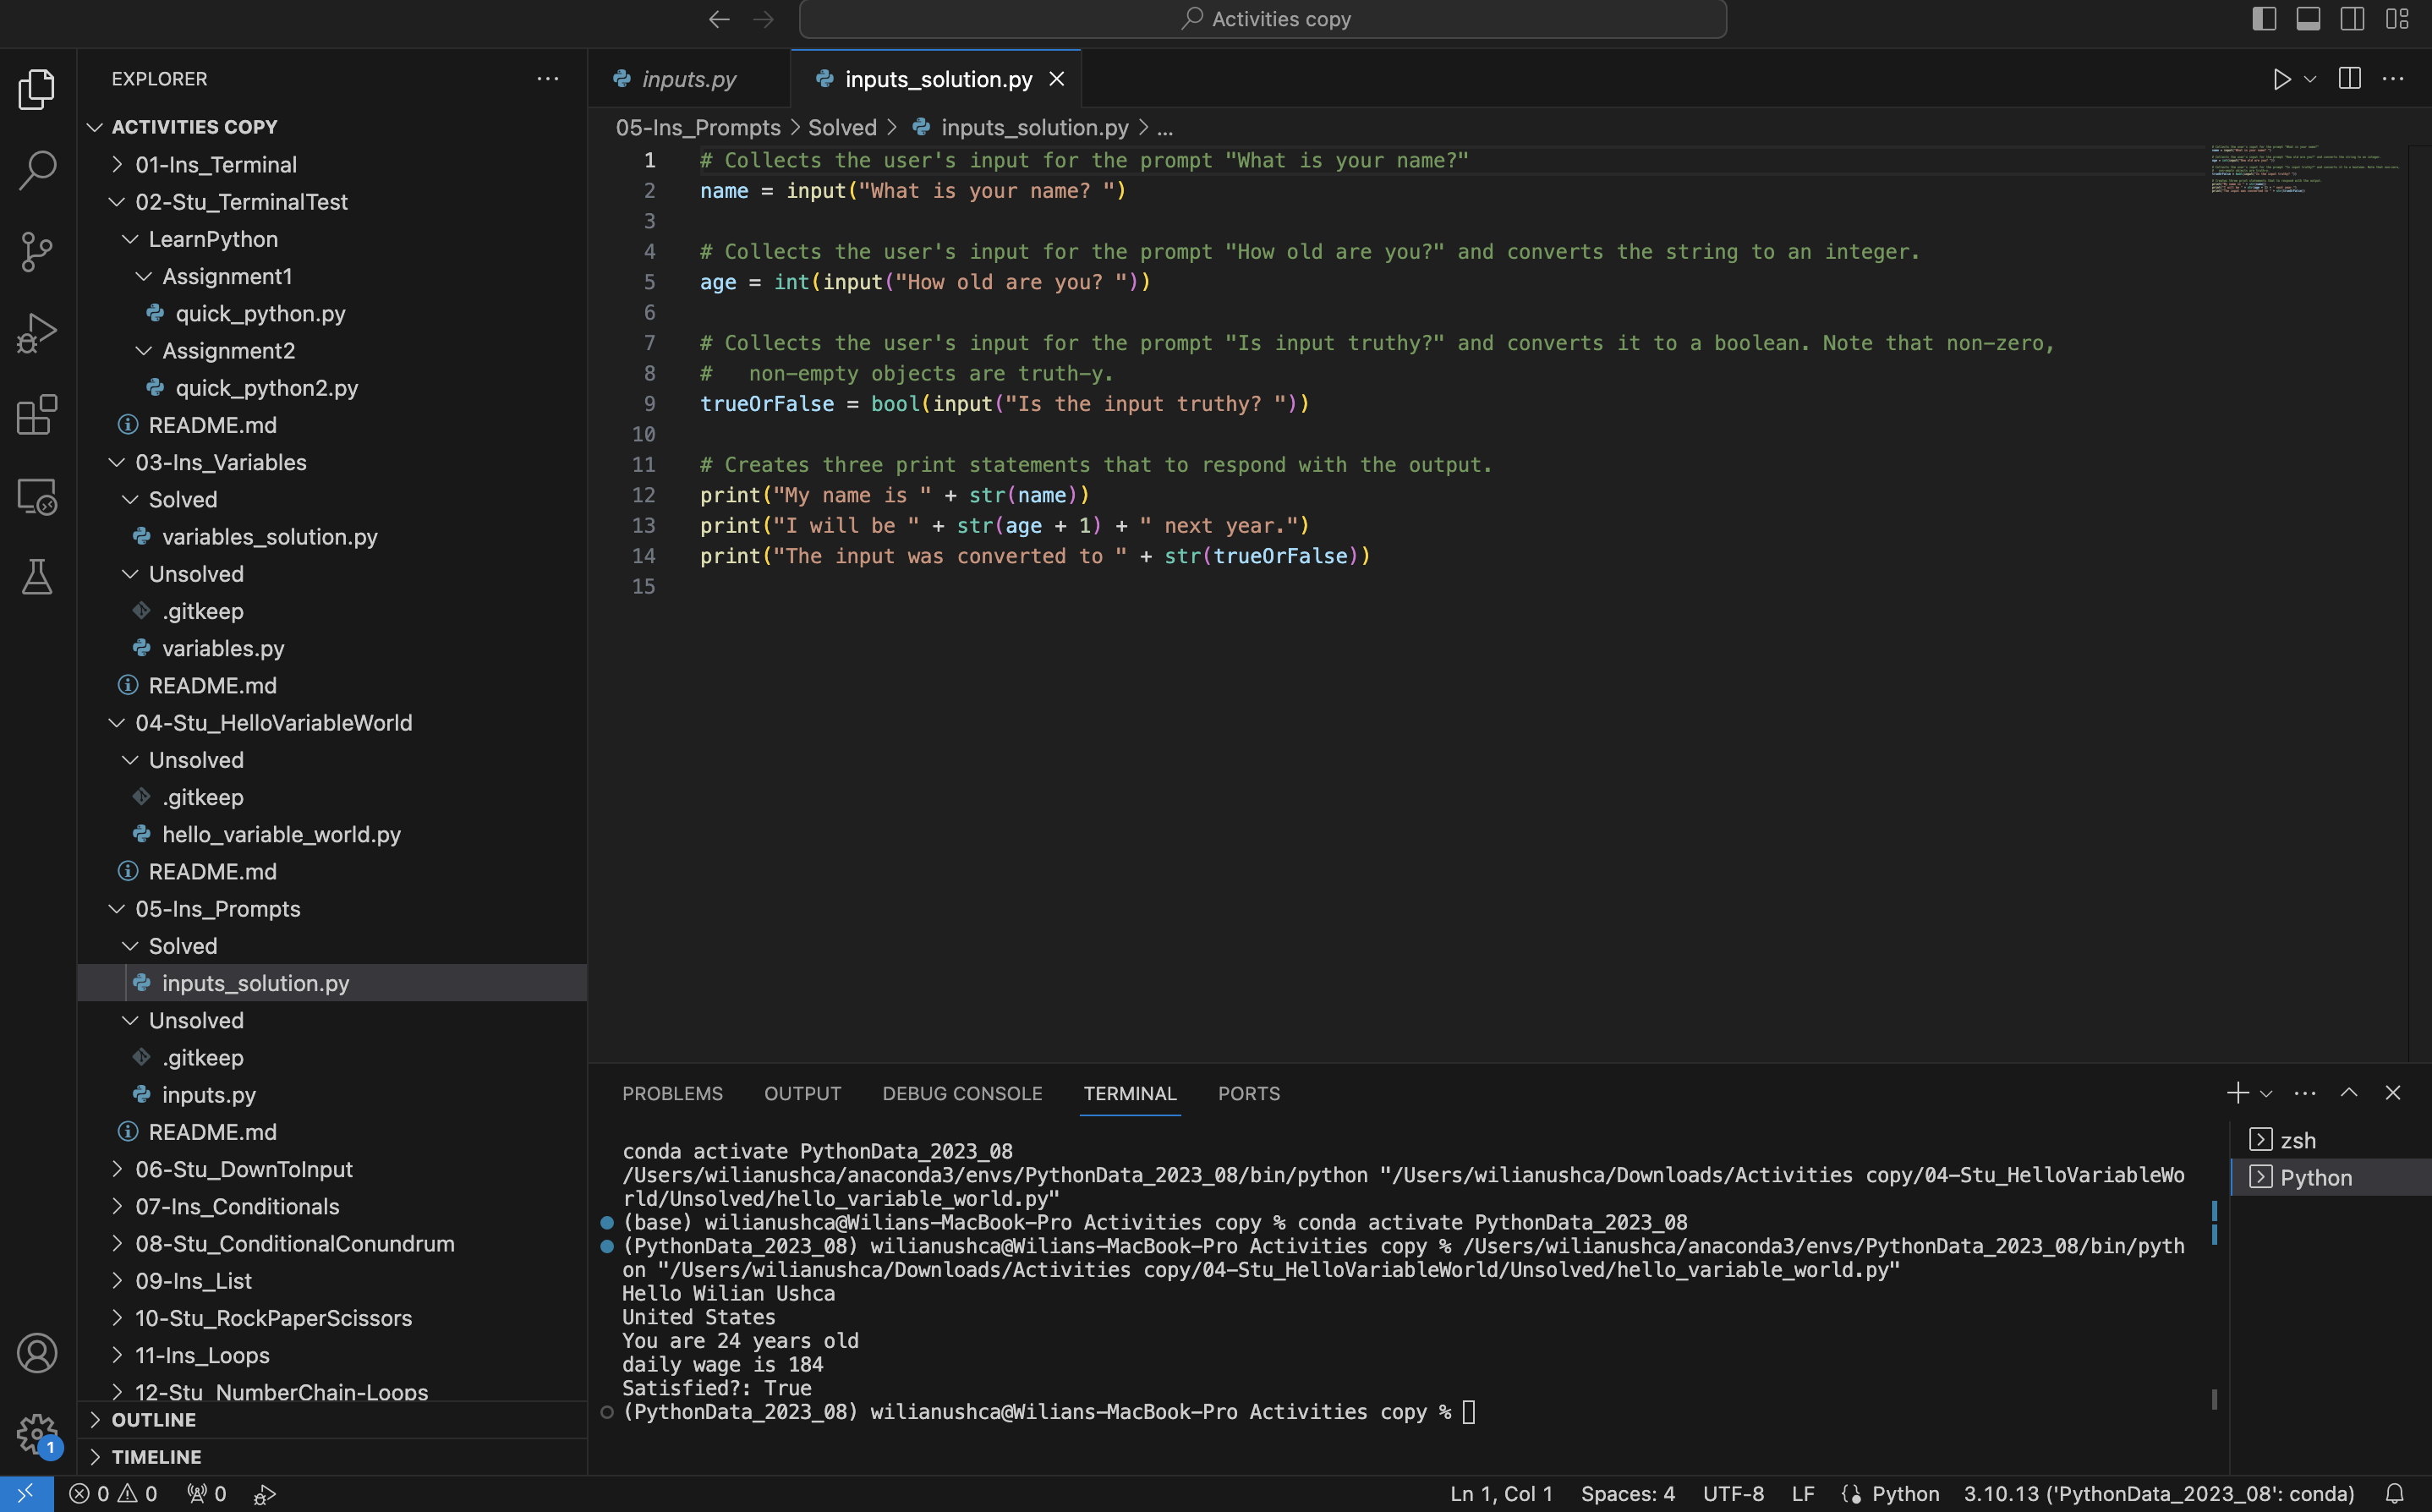 Activities copy
EXPLORER
ACTIVITIES COPY
01-Ins_Terminal
02-Stu_TerminalTest
LearnPython
Assignment1
quick_python.py
Assignment2
quick_python2.py
README.md
03-Ins_Variables
Solved
variables_solution.py
Unsolved
.gitkeep
variables.py
README.md
04-Stu_HelloVariableWorld
Unsolved
.gitkeep
hello_variable_world.py
README.md
05-Ins_Prompts
Solved
inputs_solution.py
Unsolved
.gitkeep
inputs.py
README.md
06-Stu_DownToInput
07-Ins_Conditionals
08-Stu_ConditionalConundrum
09-Ins_List
10-Stu_RockPaperScissors
11-Ins_Loops
12-Stu_NumberChain-Loops
OUTLINE
TIMELINE
1
inputs.py
inputs_solution.py
05-Ins_Prompts > Solved > inputs_solution.py > ...
1 # Collects the user's input for the prompt "What is your name?"
2 name = input("What is your name? ")
3
4 # Collects the user's input for the prompt "How old are you?" and converts the string to an integer.
5 age = int(input("How old are you? "))
6
7 # Collects the user's input for the prompt "Is input truthy?" and converts it to a boolean. Note that non-zero,
8 #   non-empty objects are truth-y.
9 trueOrFalse = bool(input("Is the input truthy? "))
10
11 # Creates three print statements that to respond with the output.
12 print("My name is " + str(name))
13 print("I will be " + str(age + 1) + " next year.")
14 print("The input was converted to " + str(trueOrFalse))
15
PROBLEMS OUTPUT DEBUG CONSOLE TERMINAL PORTS
conda activate PythonData_2023_08
/Users/wilianushca/anaconda3/envs/PythonData_2023_08/bin/python "/Users/wilianushca/Downloads/Activities copy/04-Stu_HelloVariableWo
rld/Unsolved/hello_variable_world.py"
(base) wilianushca@Wilians-MacBook-Pro Activities copy % conda activate PythonData_2023_08
(PythonData_2023_08) wilianushca@Wilians-MacBook-Pro Activities copy % /Users/wilianushca/anaconda3/envs/PythonData_2023_08/bin/pyth
on "/Users/wilianushca/Downloads/Activities copy/04-Stu_HelloVariableWorld/Unsolved/hello_variable_world.py"
Hello Wilian Ushca
United States
You are 24 years old
daily wage is 184
Satisfied?: True
(PythonData_2023_08) wilianushca@Wilians-MacBook-Pro Activities copy %
zsh
Python
0 0 0 Ln 1, Col 1 Spaces: 4 UTF-8 LF Python 3.10.13 ('PythonData_2023_08': conda)